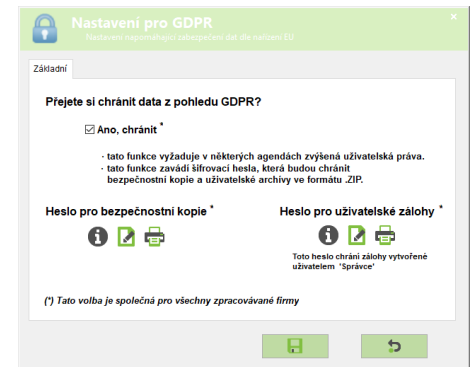 Nastavení pro GDPR
Nastavení napomáhající zabezpečení dat dle nařízení EU
Základní
Přejete si chránit data z pohledu GDPR?
Ano, chránit *
- tato funkce vyžaduje v některých agendách zvýšená uživatelská práva.
- tato funkce zavádí šifrovací hesla, která budou chránit
bezpečnostní kopie a uživatelské archivy ve formátu .ZIP.
Heslo pro bezpečnostní kopie *
Heslo pro uživatelské zálohy *
Toto heslo chrání zálohy vytvořené
uživatelem 'Správce'
(*) Tato volba je společná pro všechny zpracovávané firmy